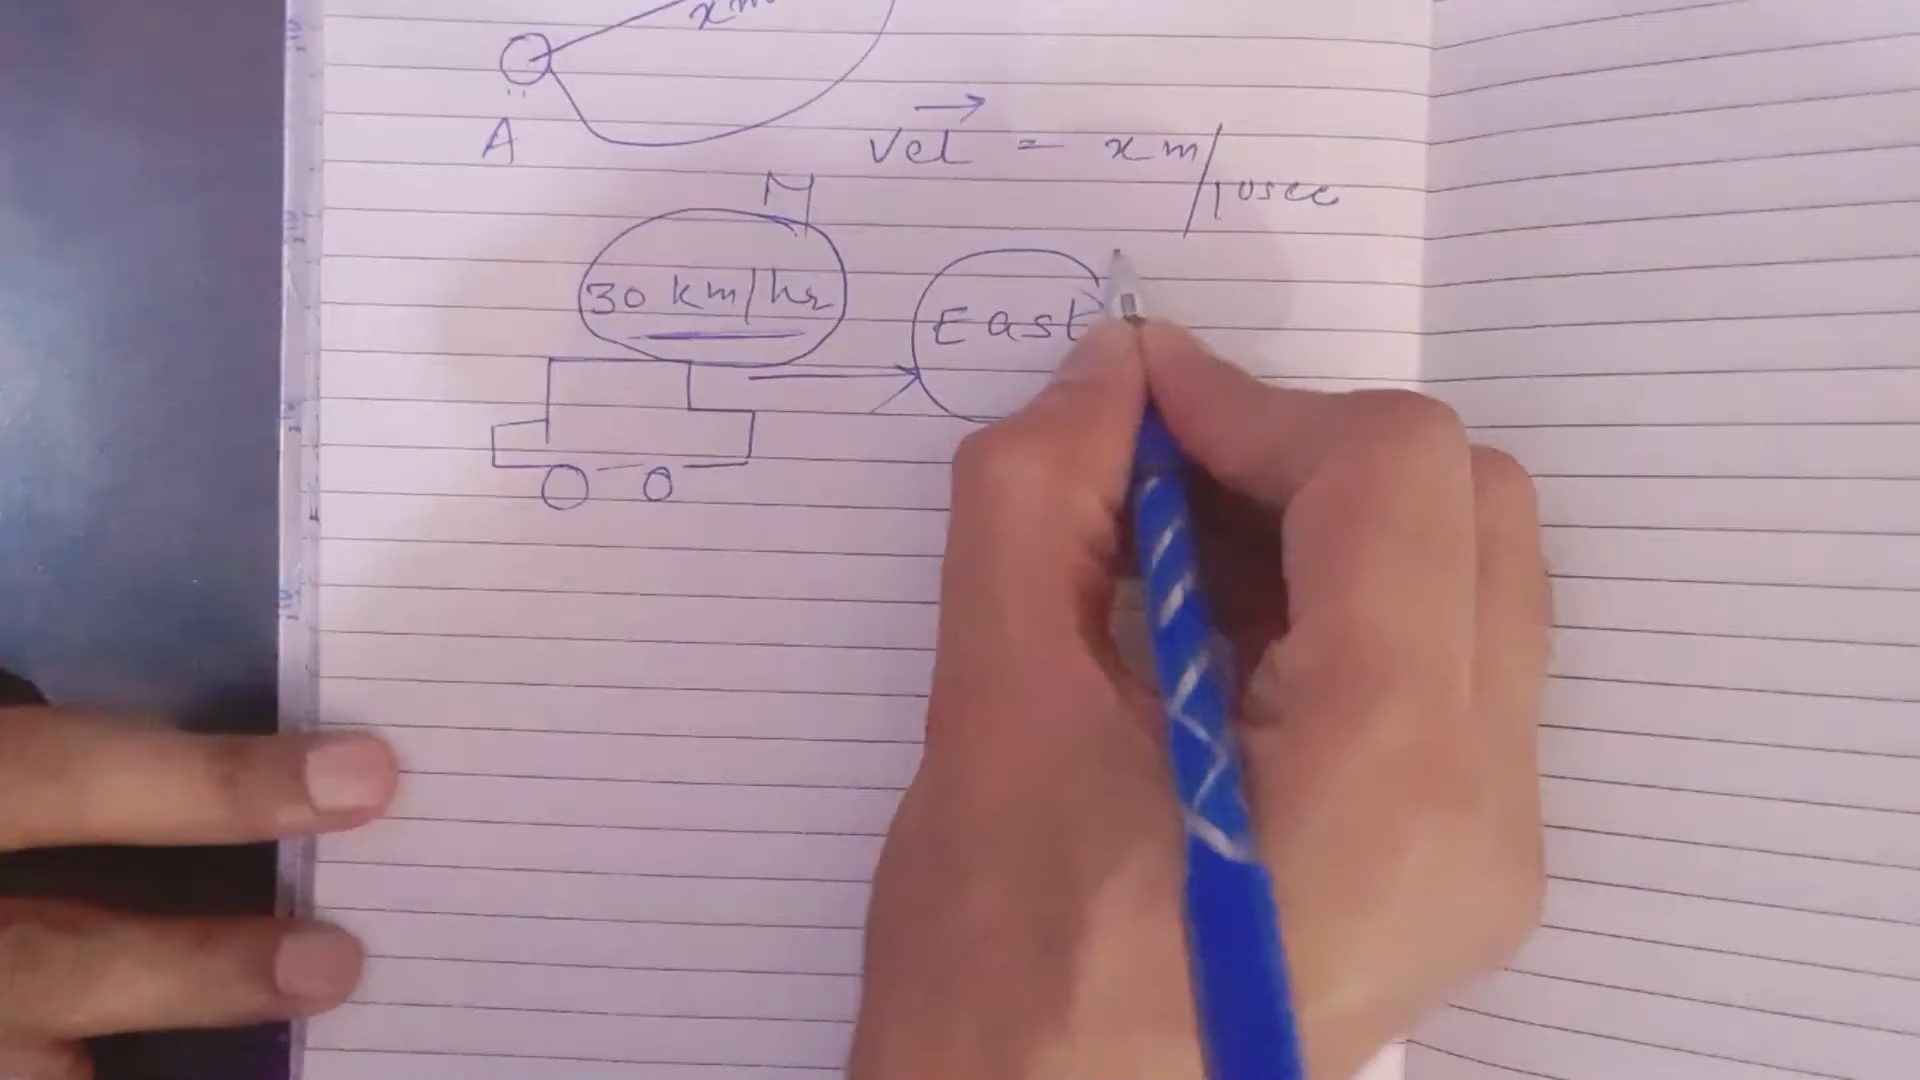 x m
A
vel = x m/10sec
M
30 km/hr
East